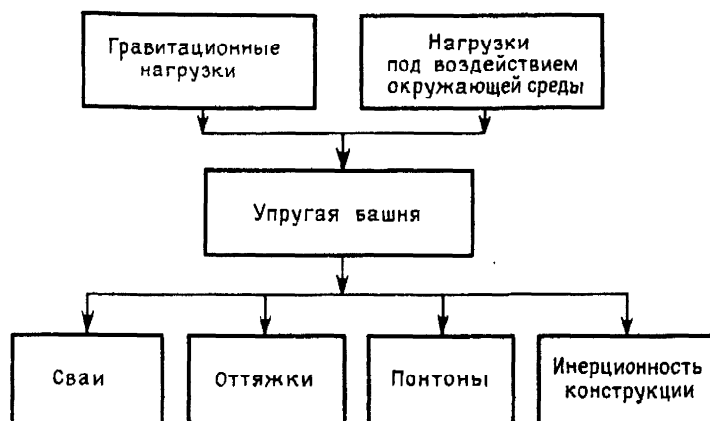 Гравитационные
нагрузки
Нагрузки
под воздействием
окружающей среды
Упругая башня
Сваи
Оттяжки
Понтоны
Инерционность
конструкции